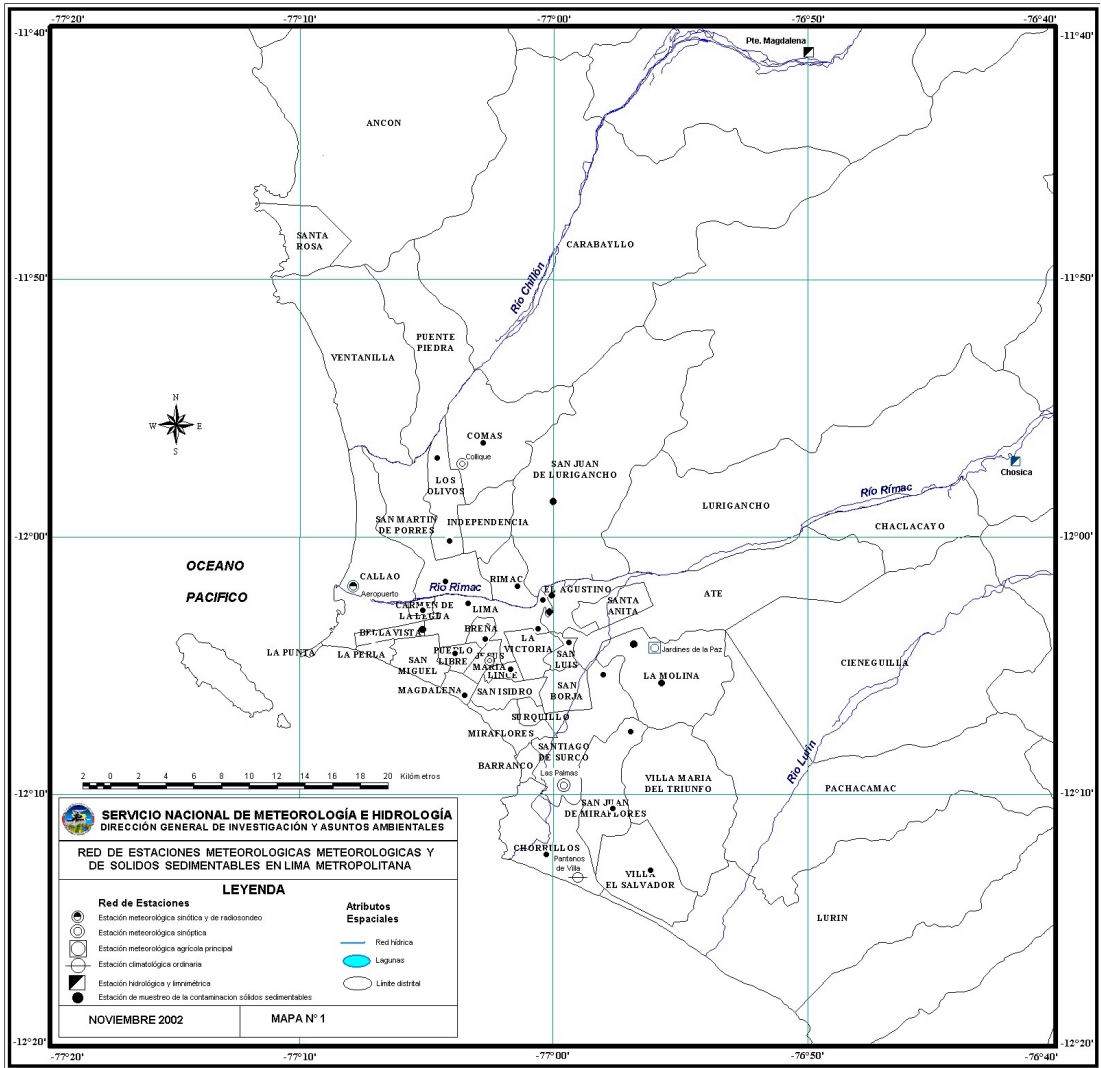 -77°20'
-77°10'
-77°00'
-76°50'
-76°40'
-11°40'
-11°40'
Pte. Magdalena
ANCON
SANTA
ROSA
CARABAYLLO
-11°50'
-11°50'
Río Chillón
PUENTE
PIEDRA
VENTANILLA
N
W
E
S
COMAS
Collique
SAN JUAN
DE LURIGANCHO
LOS
OLIVOS
Chosica
Río Rímac
LURIGANCHO
SAN MARTIN
DE PORRES
INDEPENDENCIA
CHACLACAYO
-12°00'
-12°00'
OCEANO
PACIFICO
CALLAO
Aeropuerto
Río Rimac
RIMAC
EL AGUSTINO
ATE
SANTA
ANITA
CARMEN DE
LA LEGUA
LIMA
BELLAVISTA
BREÑA
LA
VICTORIA
LA PUNTA
LA PERLA
SAN
MIGUEL
PUEBLO
LIBRE
JESUS
MARIA
LINCE
SAN
LUIS
Jardines de la Paz
LA MOLINA
CIENEGUILLA
MAGDALENA
SAN ISIDRO
SAN
BORJA
SURQUILLO
MIRAFLORES
SANTIAGO
DE SURCO
BARRANCO
Las Palmas
Río Lurín
VILLA MARIA
DEL TRIUNFO
PACHACAMAC
2 0 2 4 6 8 10 12 14 16 18 20 Kilómetros
-12°10'
-12°10'
SAN JUAN
DE MIRAFLORES
CHORRILLOS
Pantanos
de Villa
VILLA
EL SALVADOR
LURIN
SERVICIO NACIONAL DE METEOROLOGÍA E HIDROLOGÍA
DIRECCIÓN GENERAL DE INVESTIGACIÓN Y ASUNTOS AMBIENTALES
RED DE ESTACIONES METEOROLOGICAS METEOROLOGICAS Y
DE SOLIDOS SEDIMENTABLES EN LIMA METROPOLITANA
LEYENDA
Red de Estaciones
Estación meteorológica sinótica y de radiosondeo
Estación meteorológica sinóptica
Estación meteorológica agrícola principal
Estación climatológica ordinaria
Estación hidrológica y limnimétrica
Estación de muestreo de la contaminacion sólidos sedimentables
Atributos
Espaciales
Red hídrica
Lagunas
Limite distrital
NOVIEMBRE 2002
MAPA N° 1
-12°20'
-12°20'
-77°20'
-77°10'
-77°00'
-76°50'
-76°40'